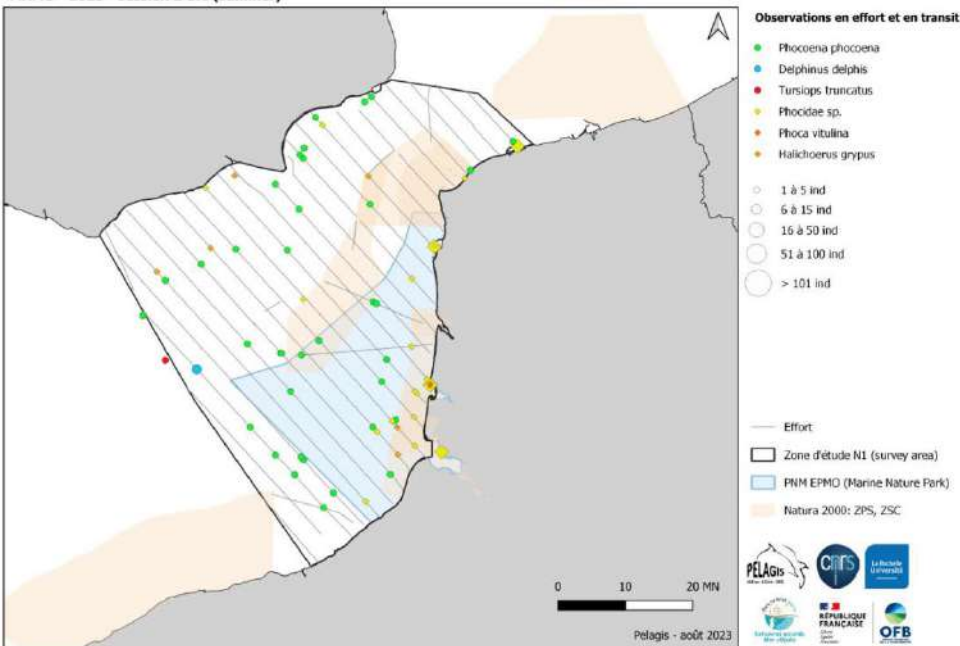 Observations en effort et en transit
Phocoena phocoena
Delphinus delphis
Tursiops truncatus
Phocidae sp.
Phoca vitulina
Halichoerus grypus
1 à 5 ind
6 à 15 ind
16 à 50 ind
51 à 100 ind
> 101 ind
Effort
Zone d'étude N1 (survey area)
PNM EPMO (Marine Nature Park)
Natura 2000: ZPS, ZSC
0 10 20 MN
Pelagis - août 2023
PELAGIS
CNRS
La Rochelle
Université
RÉPUBLIQUE
FRANÇAISE
OFB